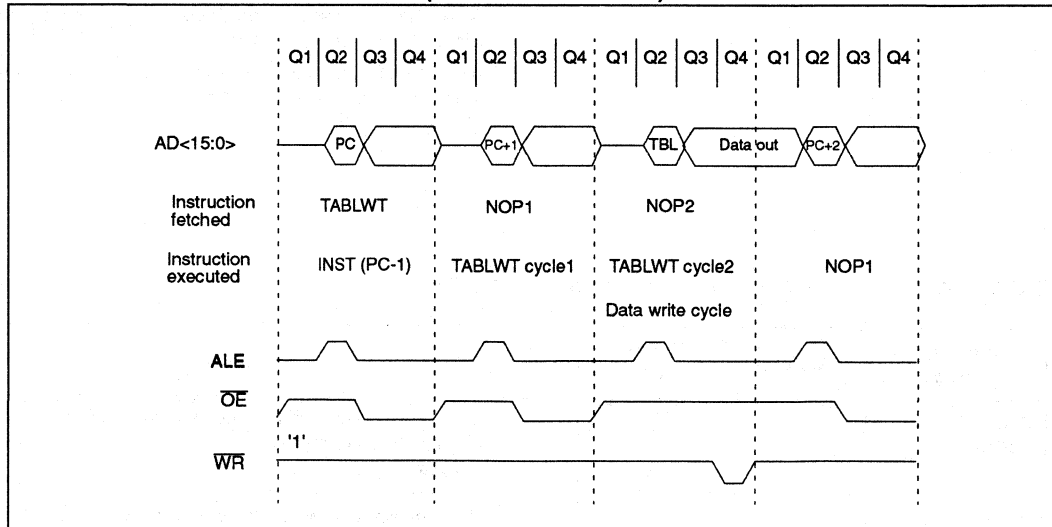 Q1 Q2 Q3 Q4 Q1 Q2 Q3 Q4 Q1 Q2 Q3 Q4 Q1 Q2 Q3 Q4
AD<15:0> PC PC+1 TBL Data out PC+2
Instruction fetched TABLWT NOP1 NOP2
Instruction executed INST (PC-1) TABLWT cycle1 TABLWT cycle2 NOP1
Data write cycle
ALE
OE
'1'
WR